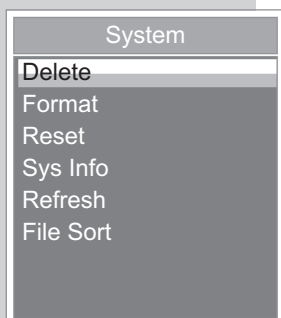 System
Delete
Format
Reset
Sys Info
Refresh
File Sort